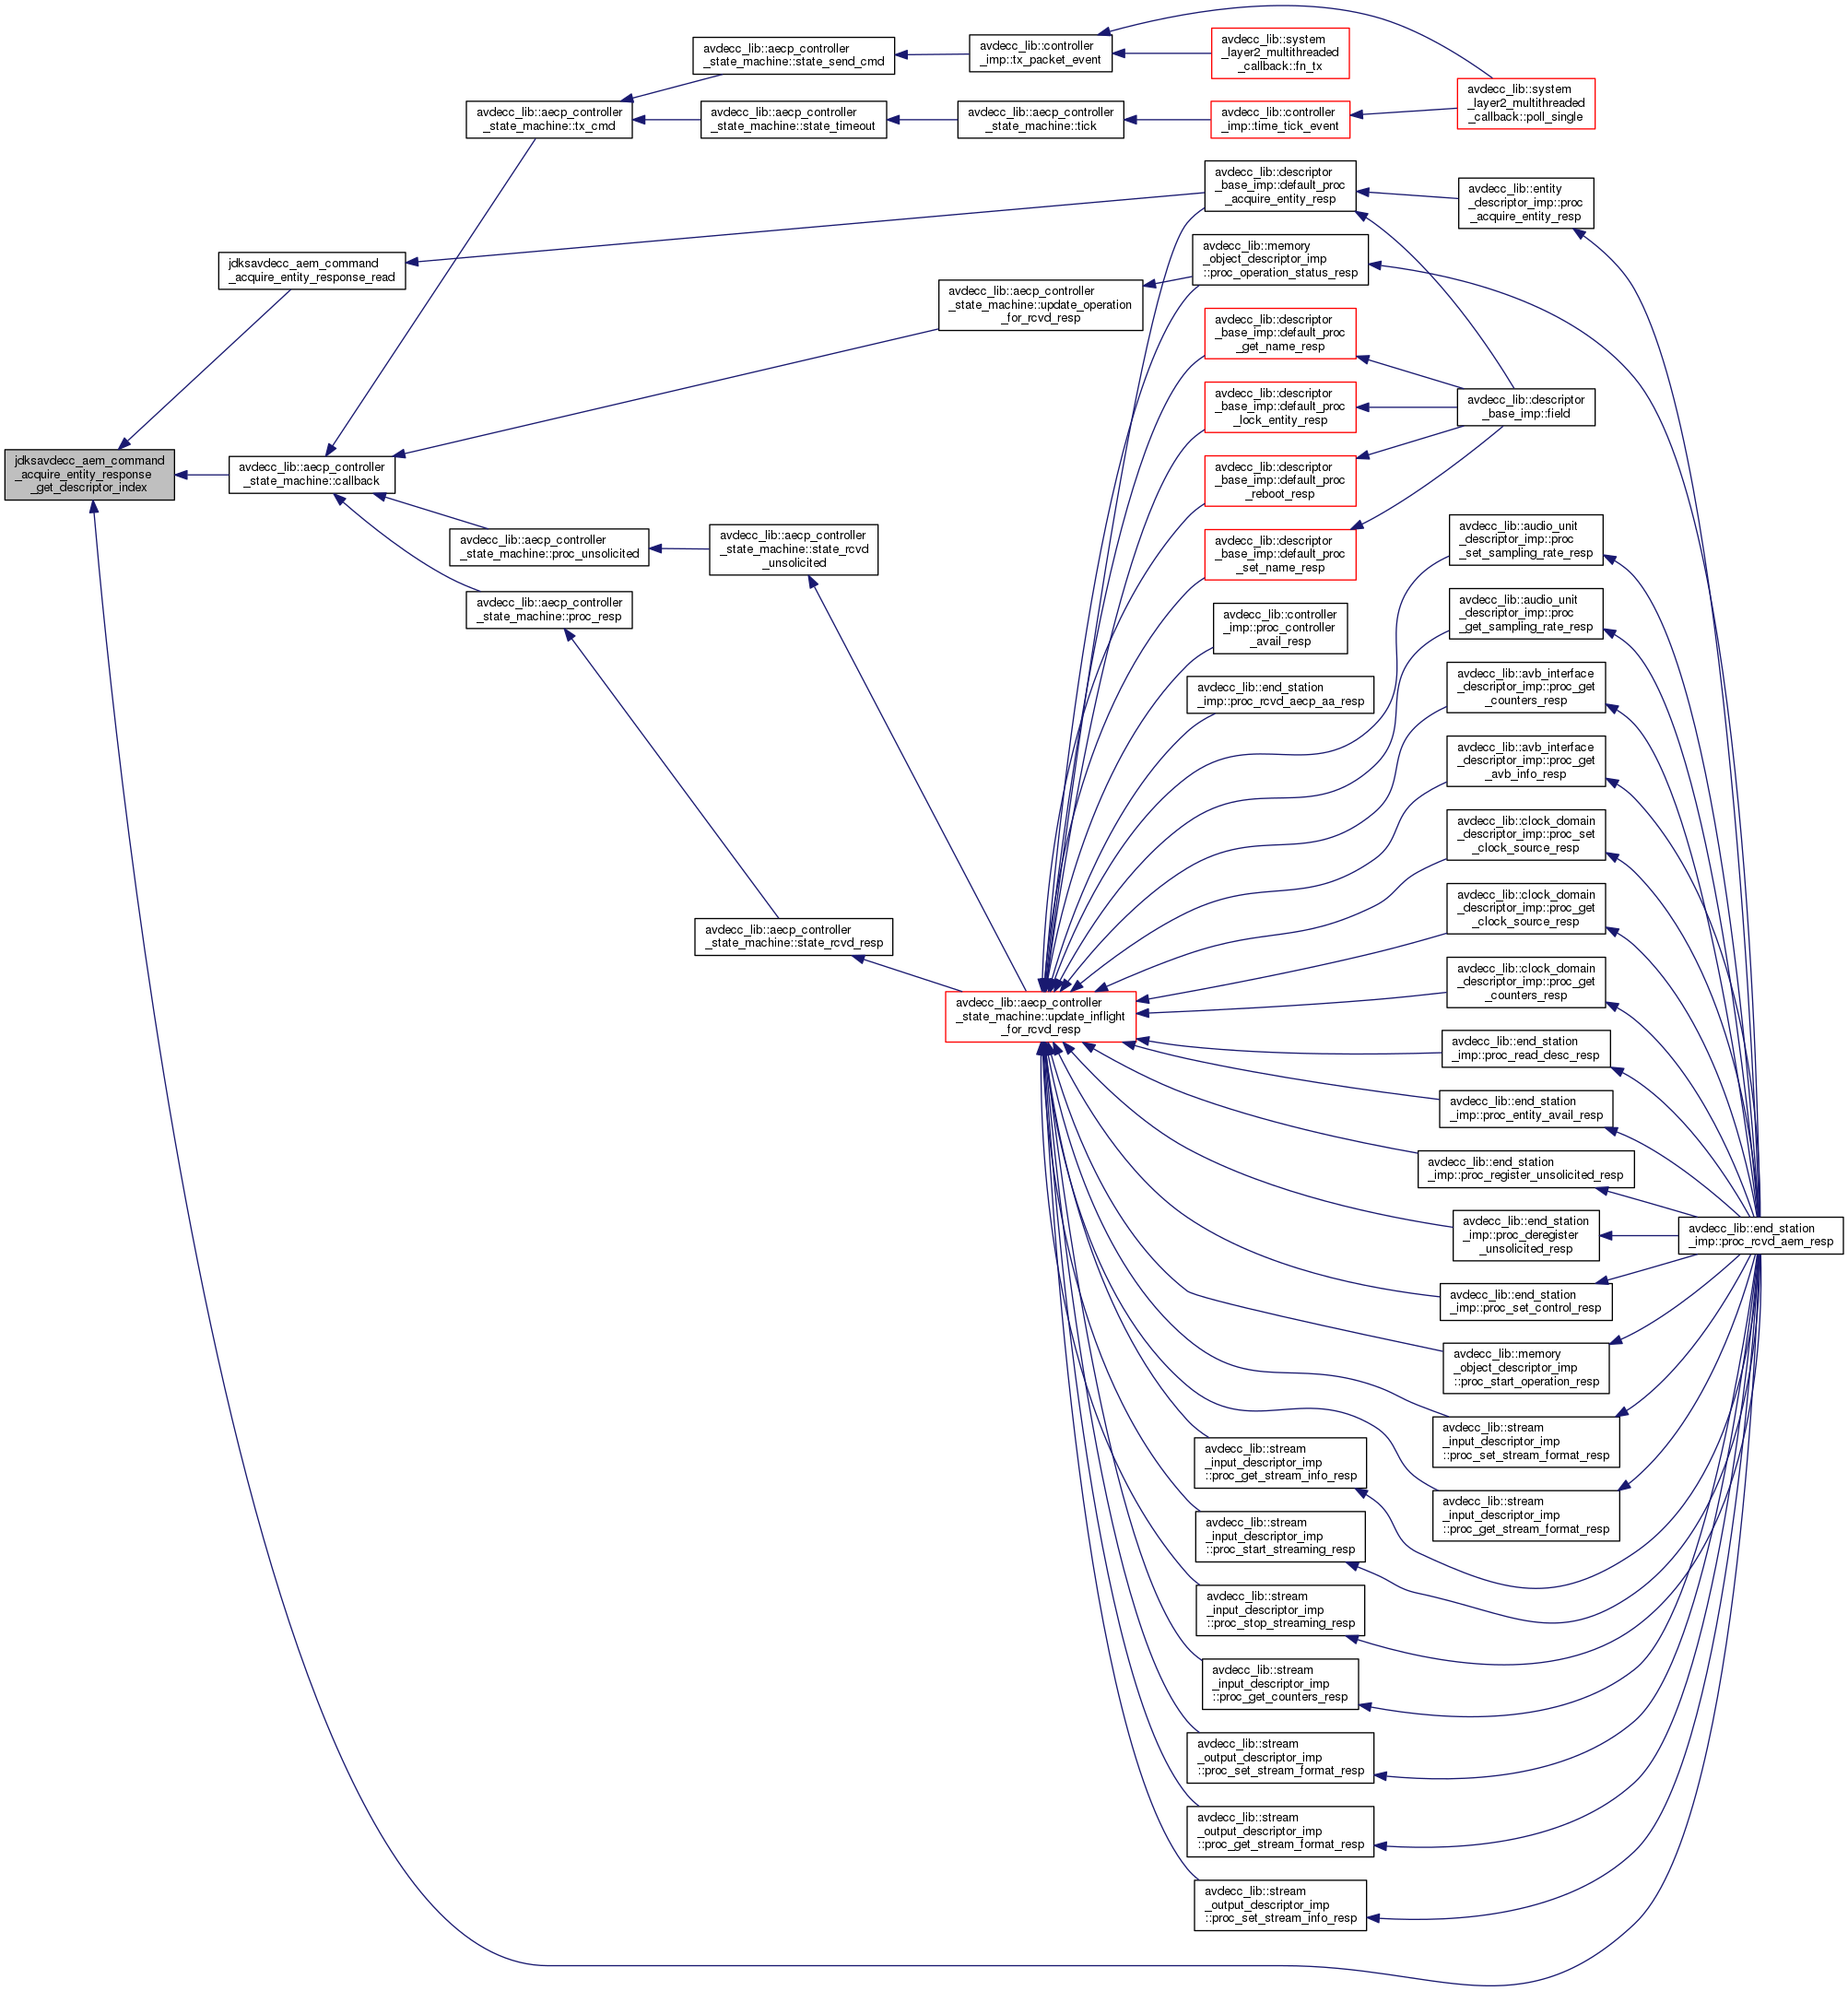 avdecc_lib::aecp_controller
_state_machine::state_send_cmd
avdecc_lib::controller
_imp::tx_packet_event
avdecc_lib::system
_layer2_multithreaded
_callback::fn_tx
avdecc_lib::system
_layer2_multithreaded
_callback::poll_single
avdecc_lib::aecp_controller
_state_machine::tx_cmd
avdecc_lib::aecp_controller
_state_machine::state_timeout
avdecc_lib::aecp_controller
_state_machine::tick
avdecc_lib::controller
_imp::time_tick_event
avdecc_lib::descriptor
_base_imp::default_proc
_acquire_entity_resp
avdecc_lib::entity
_descriptor_imp::proc
_acquire_entity_resp
jdksavdecc_aem_command
_acquire_entity_response_read
avdecc_lib::memory
_object_descriptor_imp
::proc_operation_status_resp
avdecc_lib::aecp_controller
_state_machine::update_operation
_for_rcvd_resp
avdecc_lib::descriptor
_base_imp::default_proc
_get_name_resp
avdecc_lib::descriptor
_base_imp::default_proc
_lock_entity_resp
avdecc_lib::descriptor
_base_imp::field
jdksavdecc_aem_command
_acquire_entity_response
_get_descriptor_index
avdecc_lib::aecp_controller
_state_machine::callback
avdecc_lib::descriptor
_base_imp::default_proc
_reboot_resp
avdecc_lib::aecp_controller
_state_machine::proc_unsolicited
avdecc_lib::aecp_controller
_state_machine::state_rcvd
_unsolicited
avdecc_lib::descriptor
_base_imp::default_proc
_set_name_resp
avdecc_lib::audio_unit
_descriptor_imp::proc
_set_sampling_rate_resp
avdecc_lib::aecp_controller
_state_machine::proc_resp
avdecc_lib::controller
_imp::proc_controller
_avail_resp
avdecc_lib::audio_unit
_descriptor_imp::proc
_get_sampling_rate_resp
avdecc_lib::end_station
_imp::proc_rcvd_aecp_aa_resp
avdecc_lib::avb_interface
_descriptor_imp::proc_get
_counters_resp
avdecc_lib::avb_interface
_descriptor_imp::proc_get
_avb_info_resp
avdecc_lib::clock_domain
_descriptor_imp::proc_set
_clock_source_resp
avdecc_lib::clock_domain
_descriptor_imp::proc_get
_clock_source_resp
avdecc_lib::aecp_controller
_state_machine::state_rcvd_resp
avdecc_lib::aecp_controller
_state_machine::update_inflight
_for_rcvd_resp
avdecc_lib::clock_domain
_descriptor_imp::proc_get
_counters_resp
avdecc_lib::end_station
_imp::proc_read_desc_resp
avdecc_lib::end_station
_imp::proc_entity_avail_resp
avdecc_lib::end_station
_imp::proc_register_unsolicited_resp
avdecc_lib::end_station
_imp::proc_deregister
_unsolicited_resp
avdecc_lib::end_station
_imp::proc_rcvd_aem_resp
avdecc_lib::end_station
_imp::proc_set_control_resp
avdecc_lib::memory
_object_descriptor_imp
::proc_start_operation_resp
avdecc_lib::stream
_input_descriptor_imp
::proc_set_stream_format_resp
avdecc_lib::stream
_input_descriptor_imp
::proc_get_stream_info_resp
avdecc_lib::stream
_input_descriptor_imp
::proc_get_stream_format_resp
avdecc_lib::stream
_input_descriptor_imp
::proc_start_streaming_resp
avdecc_lib::stream
_input_descriptor_imp
::proc_stop_streaming_resp
avdecc_lib::stream
_input_descriptor_imp
::proc_get_counters_resp
avdecc_lib::stream
_output_descriptor_imp
::proc_set_stream_format_resp
avdecc_lib::stream
_output_descriptor_imp
::proc_get_stream_format_resp
avdecc_lib::stream
_output_descriptor_imp
::proc_set_stream_info_resp